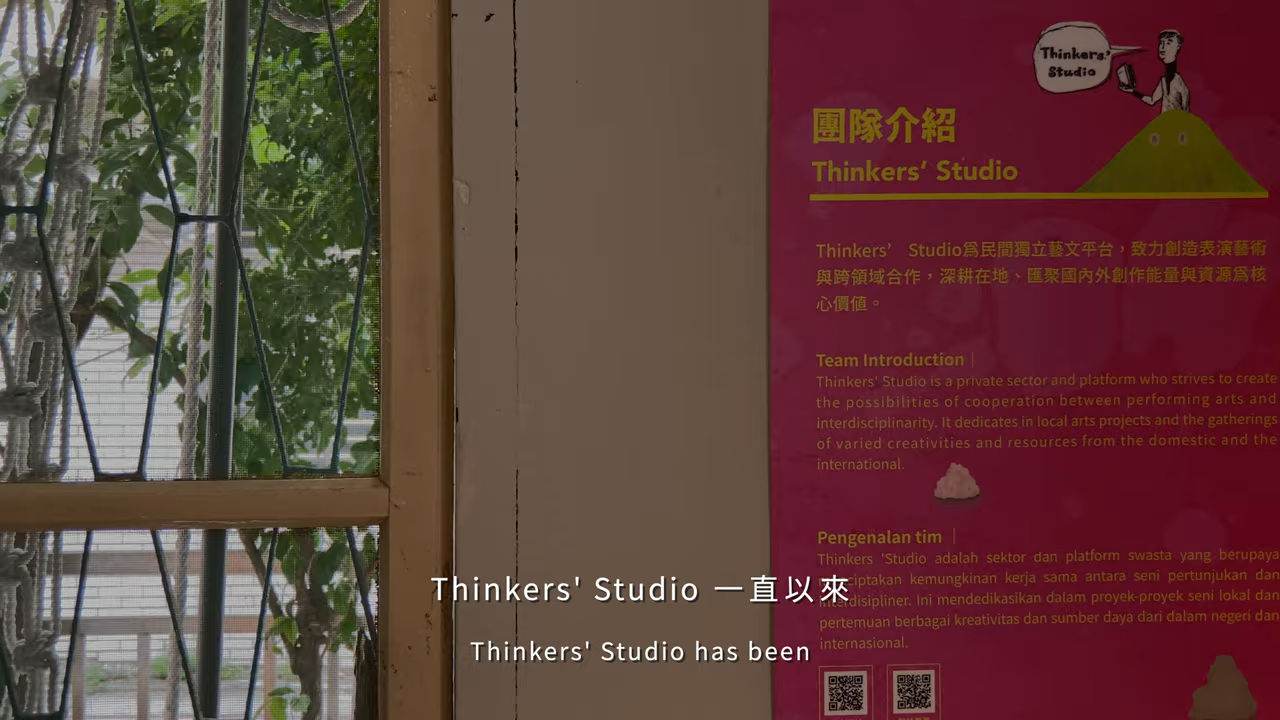 Thinkers'
Studio
團隊介紹
Thinkers' Studio
Thinkers' Studio爲民間獨立藝文平台，致力創造表演藝術
與跨領域合作，深耕在地、匯聚國內外創作能量與資源爲核
心價値。
Team Introduction｜
Thinkers' Studio is a private sector and platform who strives to create
the possibilities of cooperation between performing arts and
interdisciplinarity. It dedicates in local arts projects and the gatherings
of varied creativities and resources from the domestic and the
international.
Pengenalan tim｜
Thinkers 'Studio adalah sektor dan platform swasta yang berupaya
kemungkinan kerja sama antara seni pertunjukan dan
interdisipliner. Ini mendedikasikan dalam proyek-proyek seni lokal dan
pertemuan berbagai kreativitas dan sumber daya dari dalam negeri dan
internasional.
Thinkers' Studio 一直以來
Thinkers' Studio has been